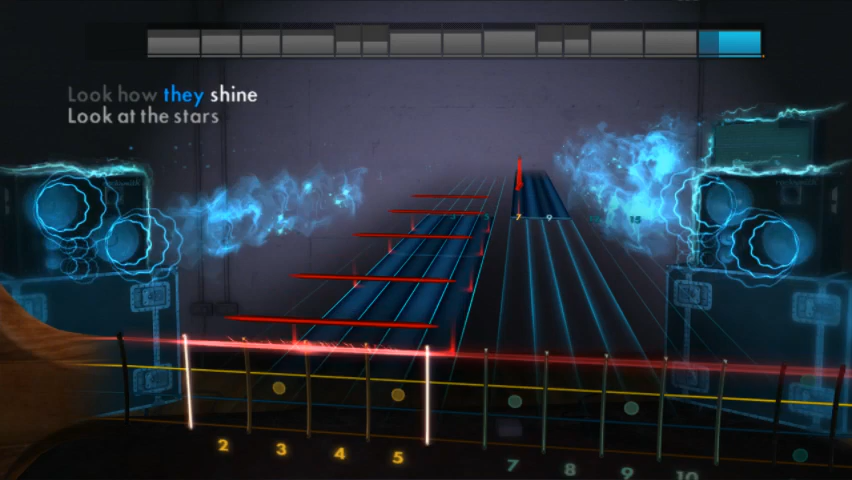 Look how they shine
Look at the stars
7 9 15
2 3 4 5 7 8 9 10